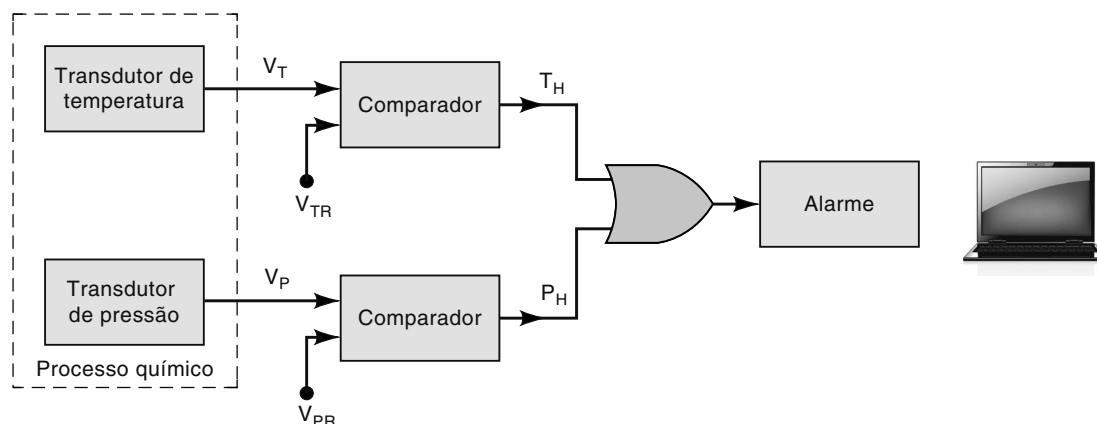 Transdutor de
temperatura
V_T
Comparador
T_H
V_TR
Alarme
Transdutor
de pressão
V_P
Comparador
P_H
V_PR
Processo químico